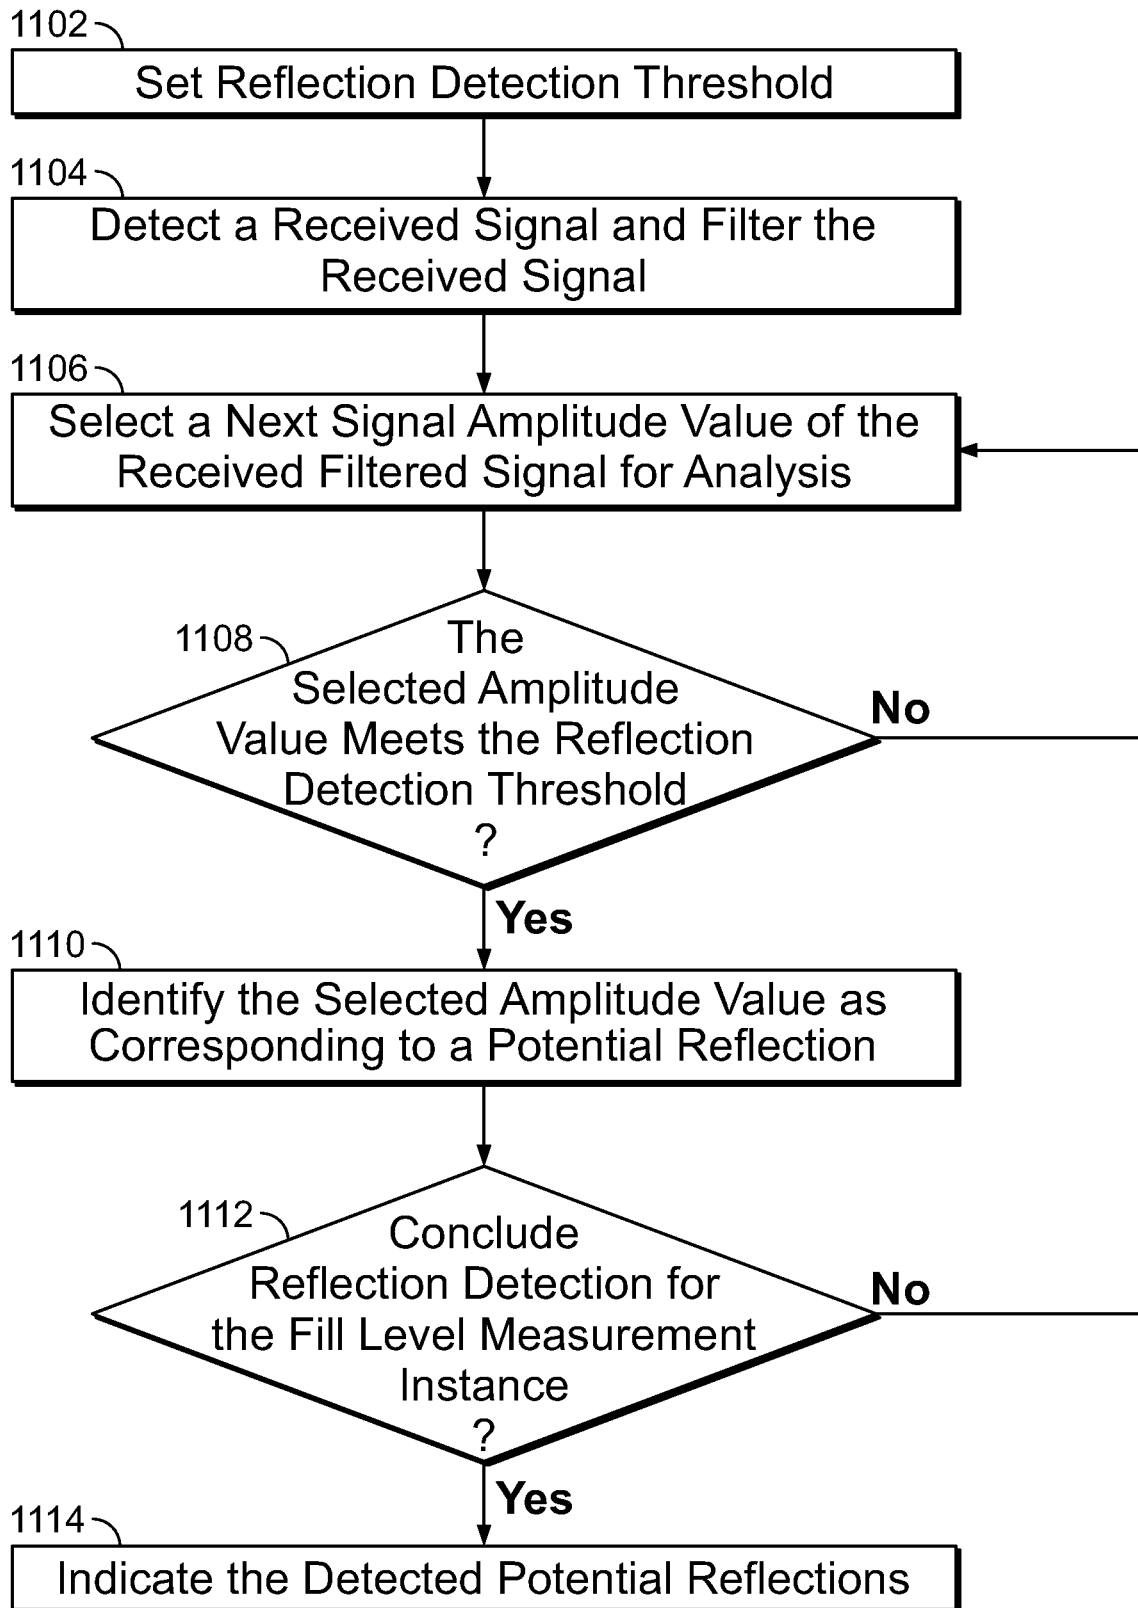 1102
Set Reflection Detection Threshold
1104
Detect a Received Signal and Filter the
Received Signal
1106
Select a Next Signal Amplitude Value of the
Received Filtered Signal for Analysis
1108
The
Selected Amplitude
Value Meets the Reflection
Detection Threshold
?
No
Yes
1110
Identify the Selected Amplitude Value as
Corresponding to a Potential Reflection
1112
Conclude
Reflection Detection for
the Fill Level Measurement
Instance
?
No
Yes
1114
Indicate the Detected Potential Reflections